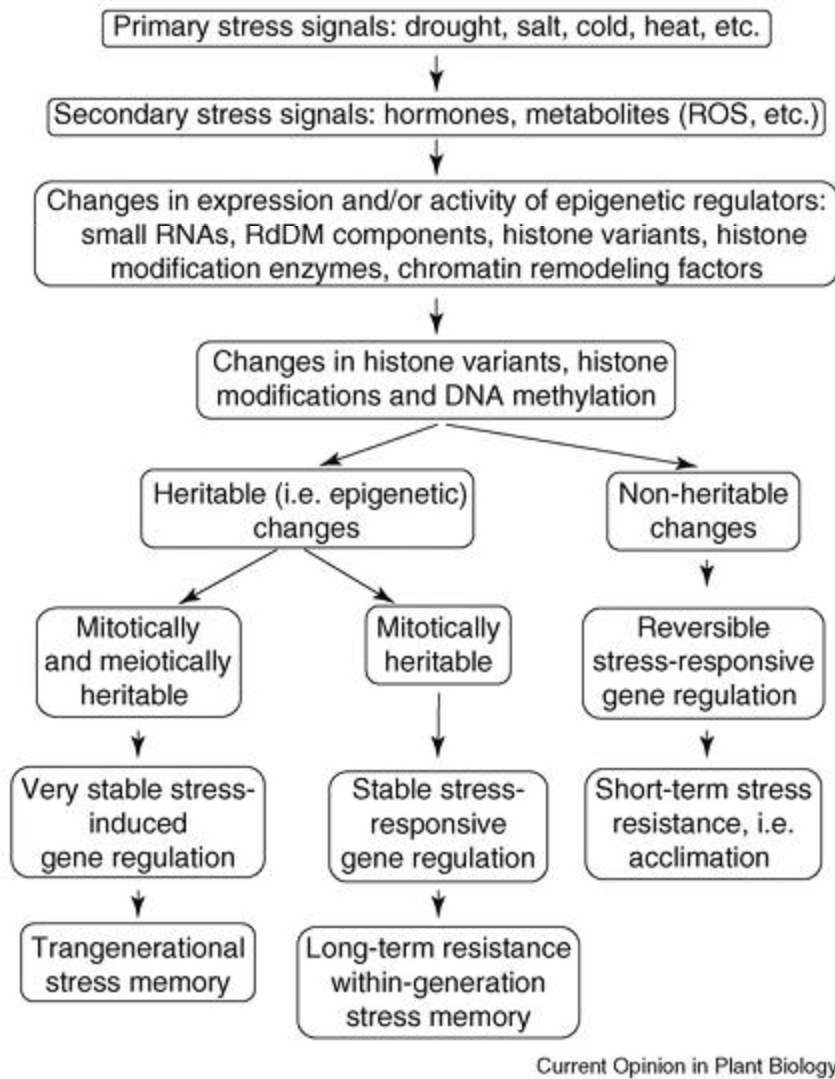 Primary stress signals: drought, salt, cold, heat, etc.
Secondary stress signals: hormones, metabolites (ROS, etc.)
Changes in expression and/or activity of epigenetic regulators:
small RNAs, RdDM components, histone variants, histone
modification enzymes, chromatin remodeling factors
Changes in histone variants, histone
modifications and DNA methylation
Heritable (i.e. epigenetic)
changes
Non-heritable
changes
Mitotically
and meiotically
heritable
Mitotically
heritable
Reversible
stress-responsive
gene regulation
Very stable stress-
induced
gene regulation
Stable stress-
responsive
gene regulation
Short-term stress
resistance, i.e.
acclimation
Trangenerational
stress memory
Long-term resistance
within-generation
stress memory
Current Opinion in Plant Biology